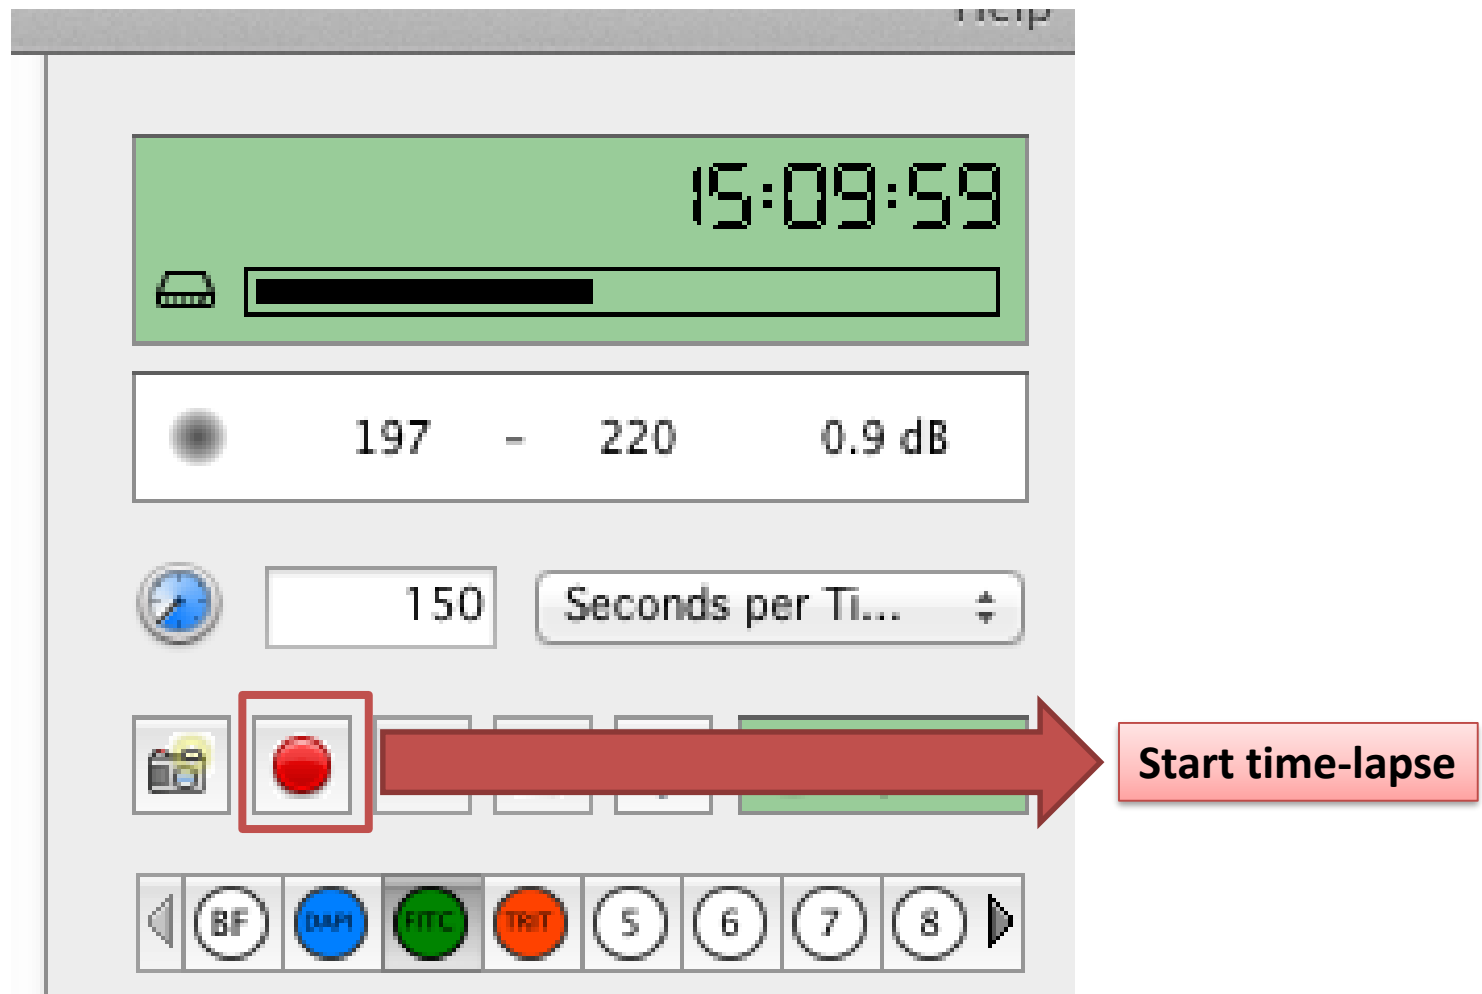 Help
15:09:59
197 - 220 0.9 dB
150 Seconds per Ti...
Start time-lapse
BF DAPI FITC TRIT 5 6 7 8